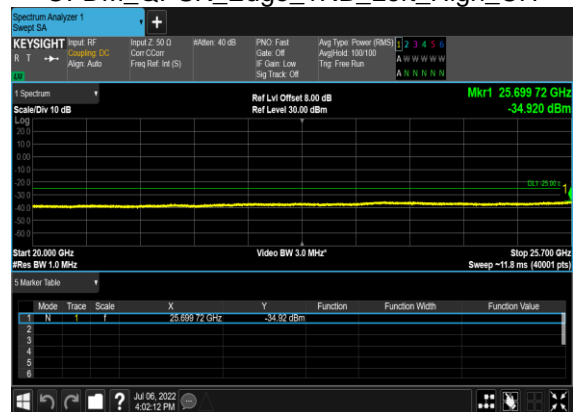 Spectrum Analyzer 1
Swept SA
KEYSIGHT Input: RF Input Z: 50 Ω #Atten: 40 dB PNO: Fast Avg Type: Power (RMS) 1 2 3 4 5 6
R T Coupling: DC Corr CCorr Gate: Off Avg|Hold: 100/100 A W W W W W
Align: Auto Freq Ref: Int (S) IF Gain: Low Trig: Free Run
Sig Track: Off A N N N N N
1 Spectrum Ref Lvl Offset 8.00 dB Mkr1 25.699 72 GHz
Scale/Div 10 dB Ref Level 30.00 dBm -34.920 dBm
Log
20.0
10.0
0.00
-10.0
-20.0 DL1 -25.00
-30.0 1
-40.0
-50.0
-60.0
Start 20.000 GHz Video BW 3.0 MHz* Stop 25.700 GHz
#Res BW 1.0 MHz Sweep ~11.8 ms (40001 pts)
5 Marker Table
Mode Trace Scale X Y Function Function Width Function Value
1 N 1 f 25.699 72 GHz -34.92 dBm
2
3
4
5
6
Jul 06, 2022
4:02:12 PM